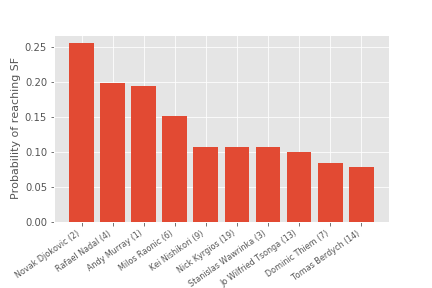 Probability of reaching SF
0.25
0.20
0.15
0.10
0.05
0.00
Novak Djokovic (2)
Rafael Nadal (4)
Andy Murray (1)
Milos Raonic (6)
Kei Nishikori (9)
Nick Kyrgios (19)
Stanislas Wawrinka (3)
Jo Wilfried Tsonga (13)
Dominic Thiem (7)
Tomas Berdych (14)